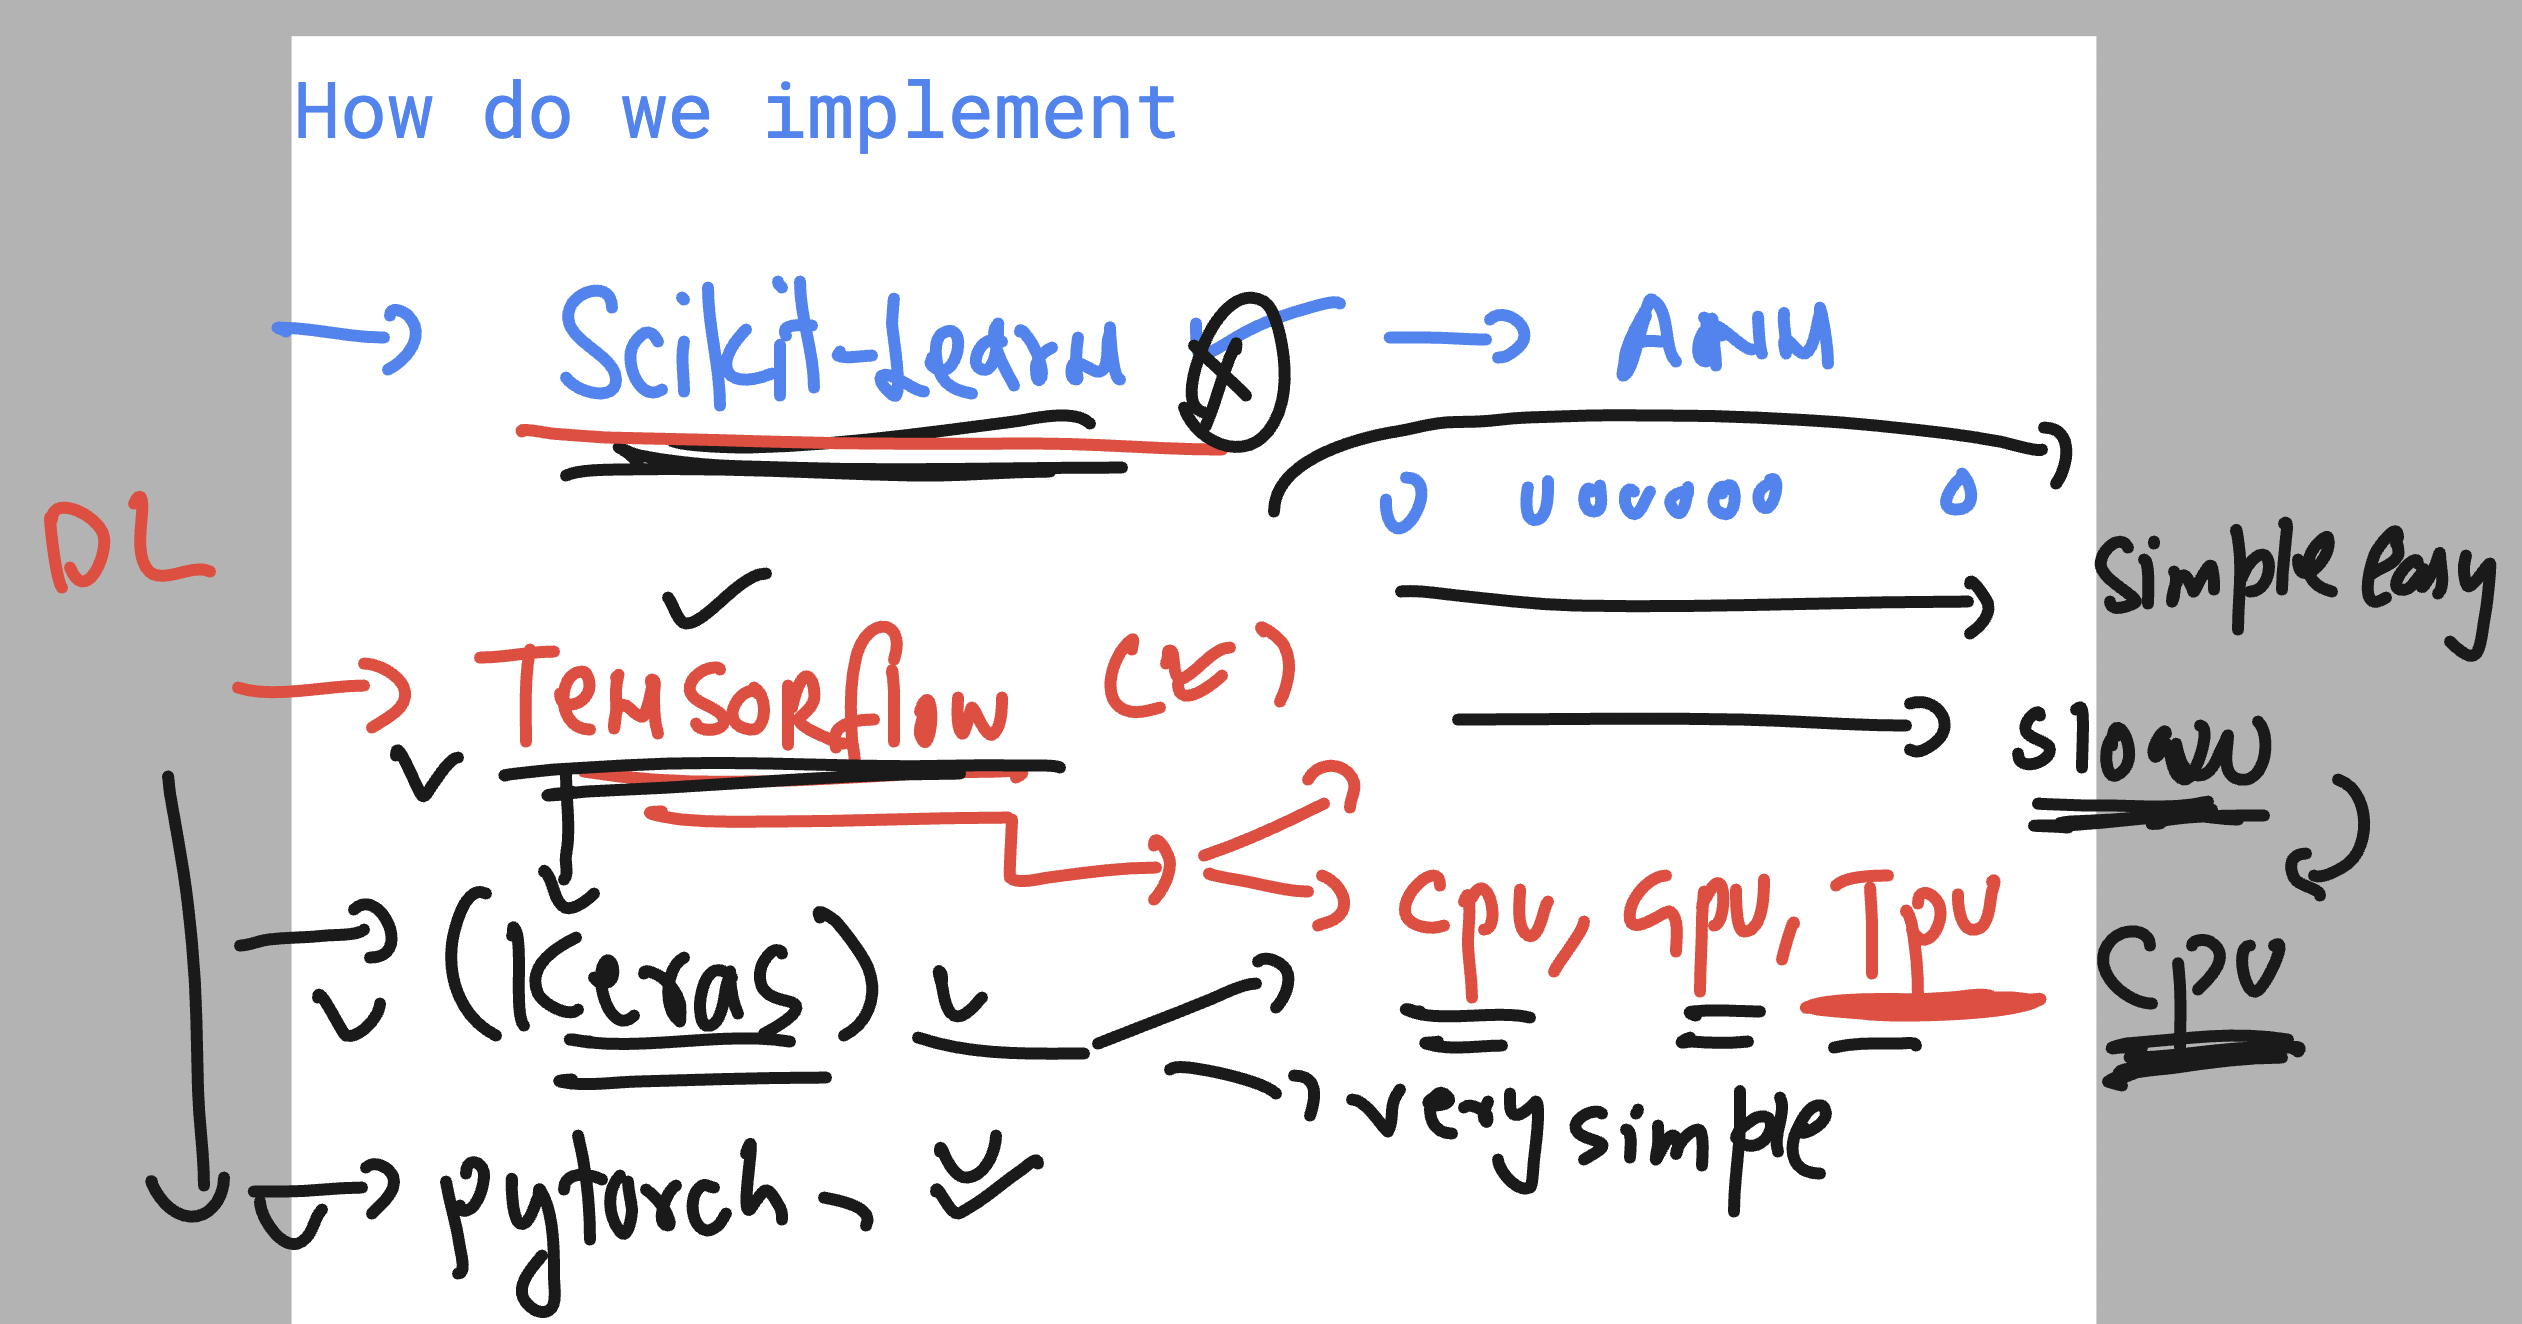 How do we implement
Scikit-Learn → ANN
DL
simple easy
Tensorflow
slow
CPU, GPU, TPU
(Keras)
CPU
very simple
pytorch